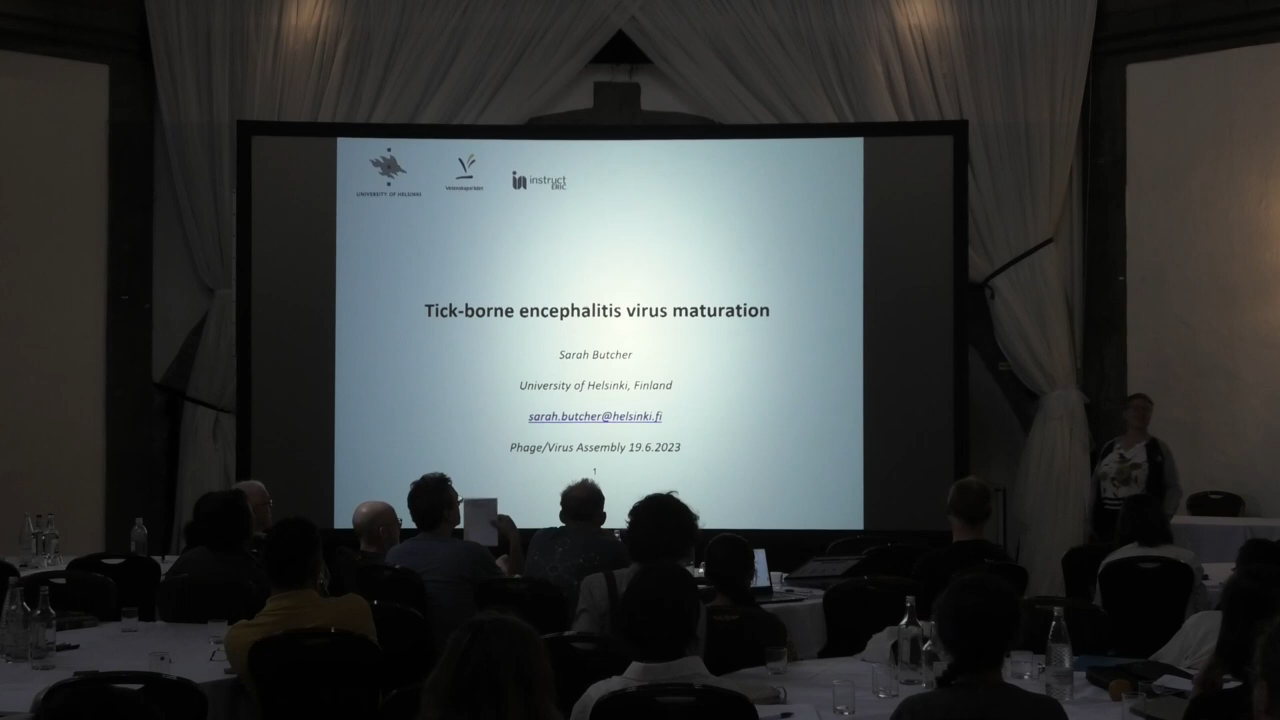 UNIVERSITY OF HELSINKI
Vetenskapsrådet
instruct
ERIC
Tick-borne encephalitis virus maturation
Sarah Butcher
University of Helsinki, Finland
sarah.butcher@helsinki.fi
Phage/Virus Assembly 19.6.2023
1